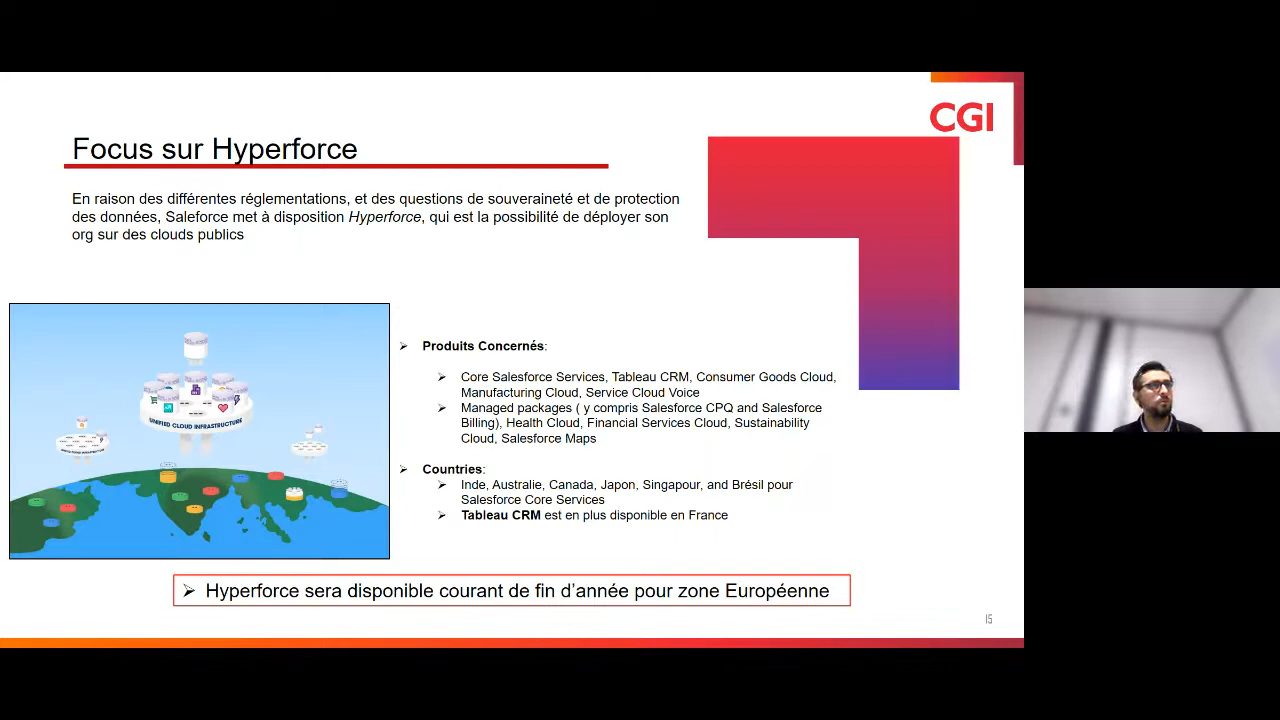 CGI
Focus sur Hyperforce
En raison des différentes réglementations, et des questions de souveraineté et de protection
des données, Saleforce met à disposition Hyperforce, qui est la possibilité de déployer son
org sur des clouds publics
UNIFIED CLOUD INFRASTRUCTURE
Produits Concernés:
Core Salesforce Services, Tableau CRM, Consumer Goods Cloud,
Manufacturing Cloud, Service Cloud Voice
Managed packages ( y compris Salesforce CPQ and Salesforce
Billing), Health Cloud, Financial Services Cloud, Sustainability
Cloud, Salesforce Maps
Countries:
Inde, Australie, Canada, Japon, Singapour, and Brésil pour
Salesforce Core Services
Tableau CRM est en plus disponible en France
Hyperforce sera disponible courant de fin d'année pour zone Européenne
15